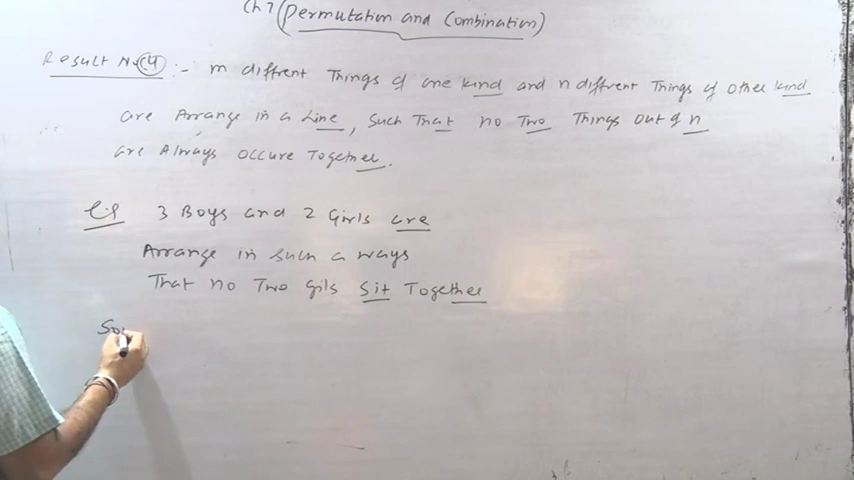 Ch 7 (Permutation and Combination)
Result No. 4 :- m diffrent Things of one kind and n diffrent Things of other kind
are Arrange in a Line, such That no Two Things out of n
are Always occure Together.
e.g 3 Boys and 2 Girls are
Arrange in such a ways
That no Two gils sit Together
So